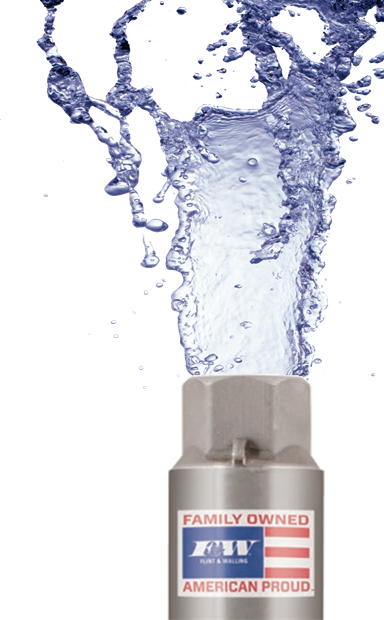 FAMILY OWNED
F&W
FLINT & WALLING
AMERICAN PROUD.